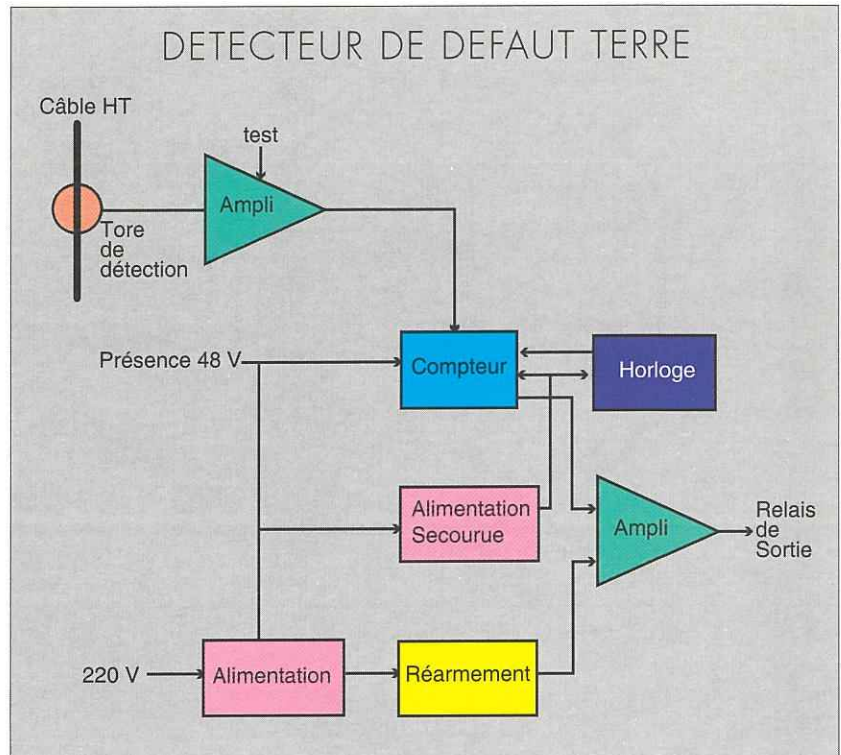 DETECTEUR DE DEFAUT TERRE
Câble HT
test
Ampli
Tore
de
détection
Présence 48 V
Compteur
Horloge
Alimentation
Secourue
Ampli
Relais
de
Sortie
220 V
Alimentation
Réarmement